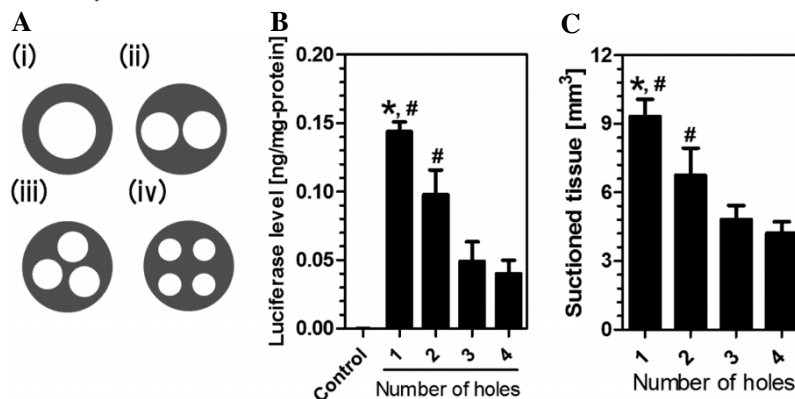 A
(i)
(ii)
(iii)
(iv)
B
Luciferase level [ng/mg-protein]
0.20
0.15
0.10
0.05
0.00
*, #
#
Control
1
2
3
4
Number of holes
C
Suctioned tissue [mm³]
12
9
6
3
0
*, #
#
1
2
3
4
Number of holes